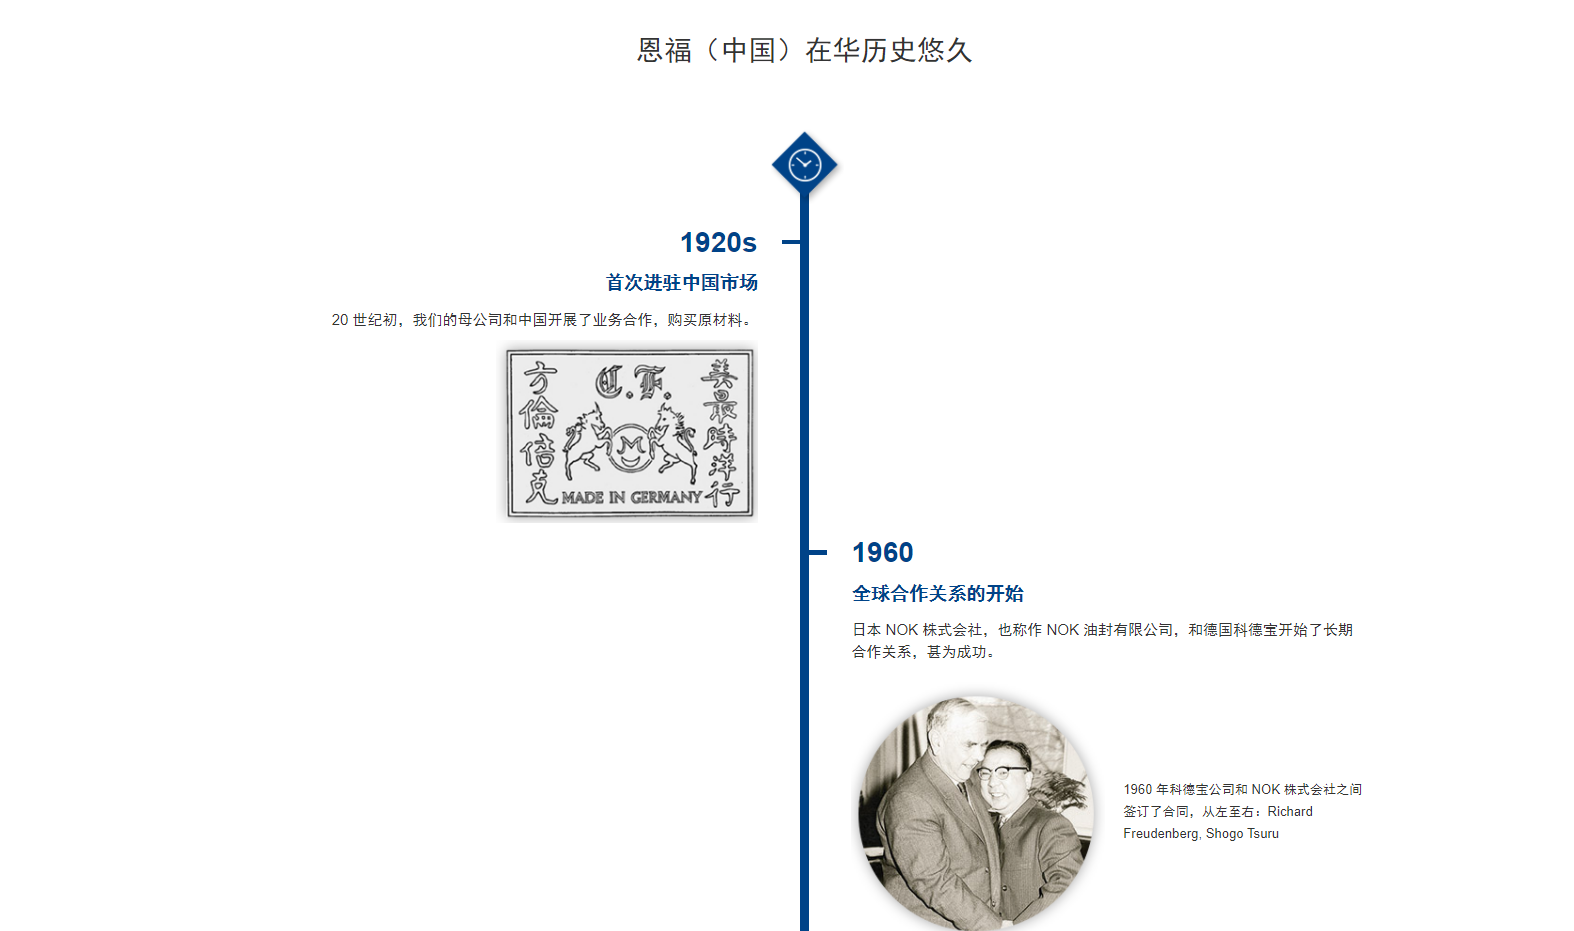 恩福（中国）在华历史悠久
1920s
首次进驻中国市场
20 世纪初，我们的母公司和中国开展了业务合作，购买原材料。
方倫倍克
C.F.
美最時洋行
M
MADE IN GERMANY
1960
全球合作关系的开始
日本 NOK 株式会社，也称作 NOK 油封有限公司，和德国科德宝开始了长期
合作关系，甚为成功。
1960 年科德宝公司和 NOK 株式会社之间
签订了合同，从左至右：Richard
Freudenberg, Shogo Tsuru